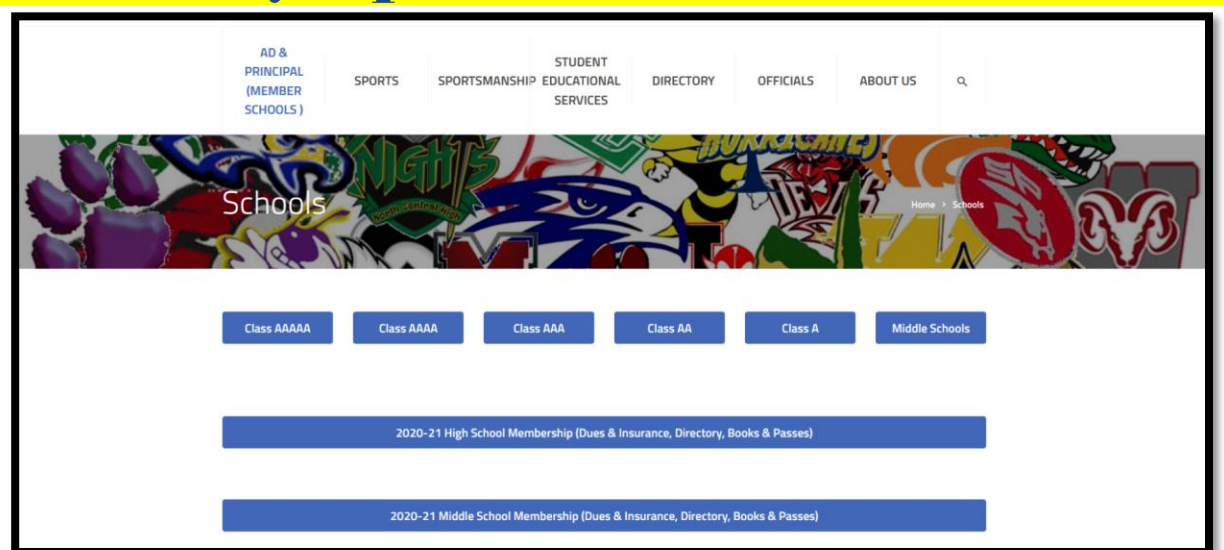 AD &
PRINCIPAL
(MEMBER
SCHOOLS )
SPORTS
SPORTSMANSHIP
STUDENT
EDUCATIONAL
SERVICES
DIRECTORY
OFFICIALS
ABOUT US
NIGHTS
North Central High
HURRICANES
DEVILS
Schools
Home > Schools
Class AAAAA
Class AAAA
Class AAA
Class AA
Class A
Middle Schools
2020-21 High School Membership (Dues & Insurance, Directory, Books & Passes)
2020-21 Middle School Membership (Dues & Insurance, Directory, Books & Passes)